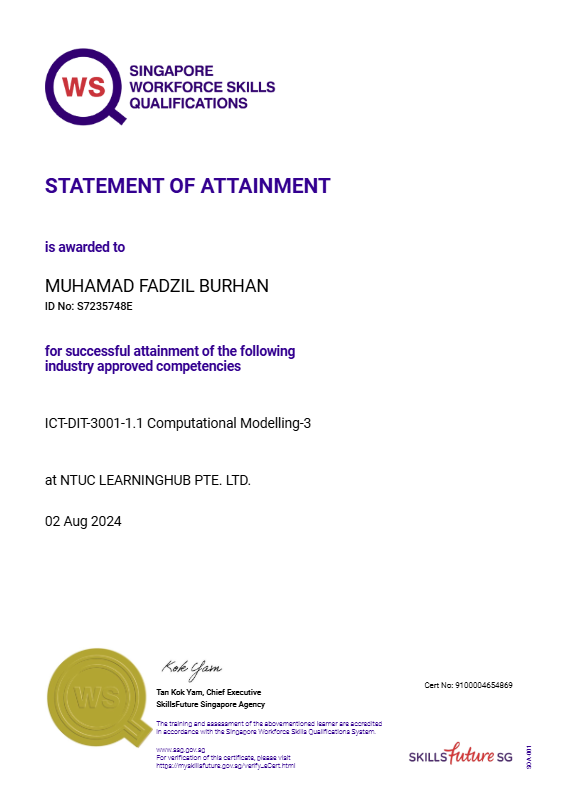 WS
SINGAPORE
WORKFORCE SKILLS
QUALIFICATIONS
STATEMENT OF ATTAINMENT
is awarded to
MUHAMAD FADZIL BURHAN
ID No: S7235748E
for successful attainment of the following
industry approved competencies
ICT-DIT-3001-1.1 Computational Modelling-3
at NTUC LEARNINGHUB PTE. LTD.
02 Aug 2024
WS
Kok Yam
Tan Kok Yam, Chief Executive
SkillsFuture Singapore Agency
Cert No: 9100004654869
The training and assessment of the abovementioned learner are accredited
in accordance with the Singapore Workforce Skills Qualifications System.
www.ssg.gov.sg
For verification of this certificate, please visit
https://myskillsfuture.gov.sg/verify_eCert.html
SKILLS future SG
SOA-001